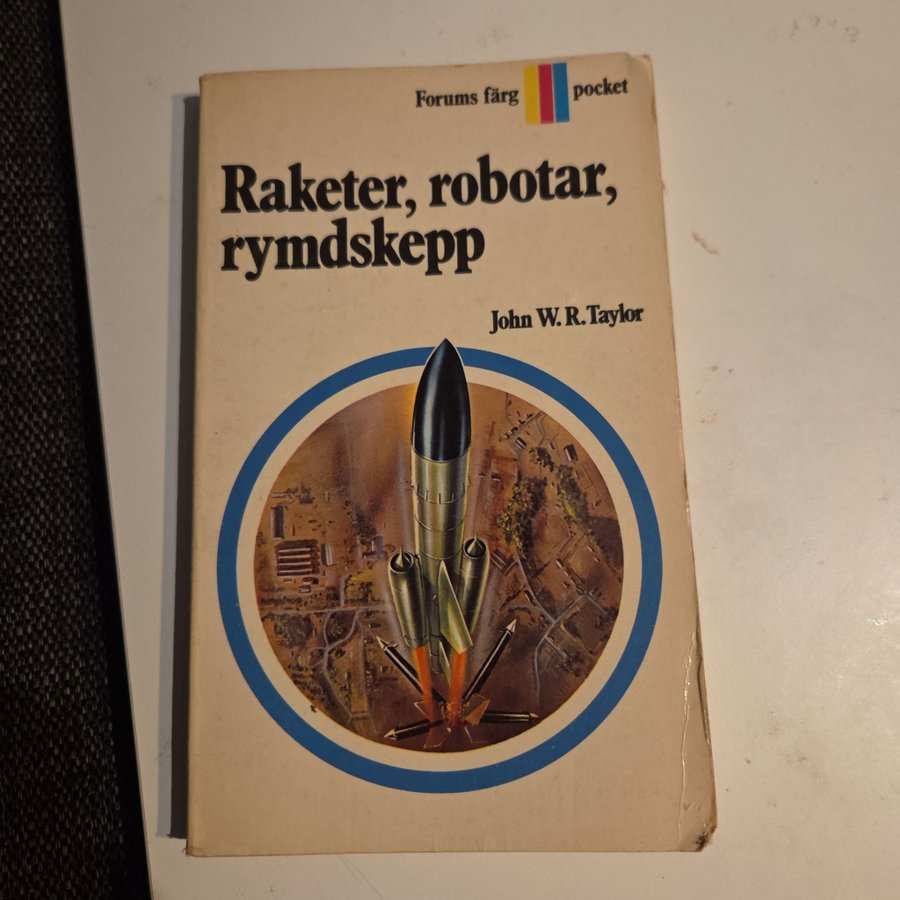 Forums färg pocket
Raketer, robotar,
rymdskepp
John W. R. Taylor